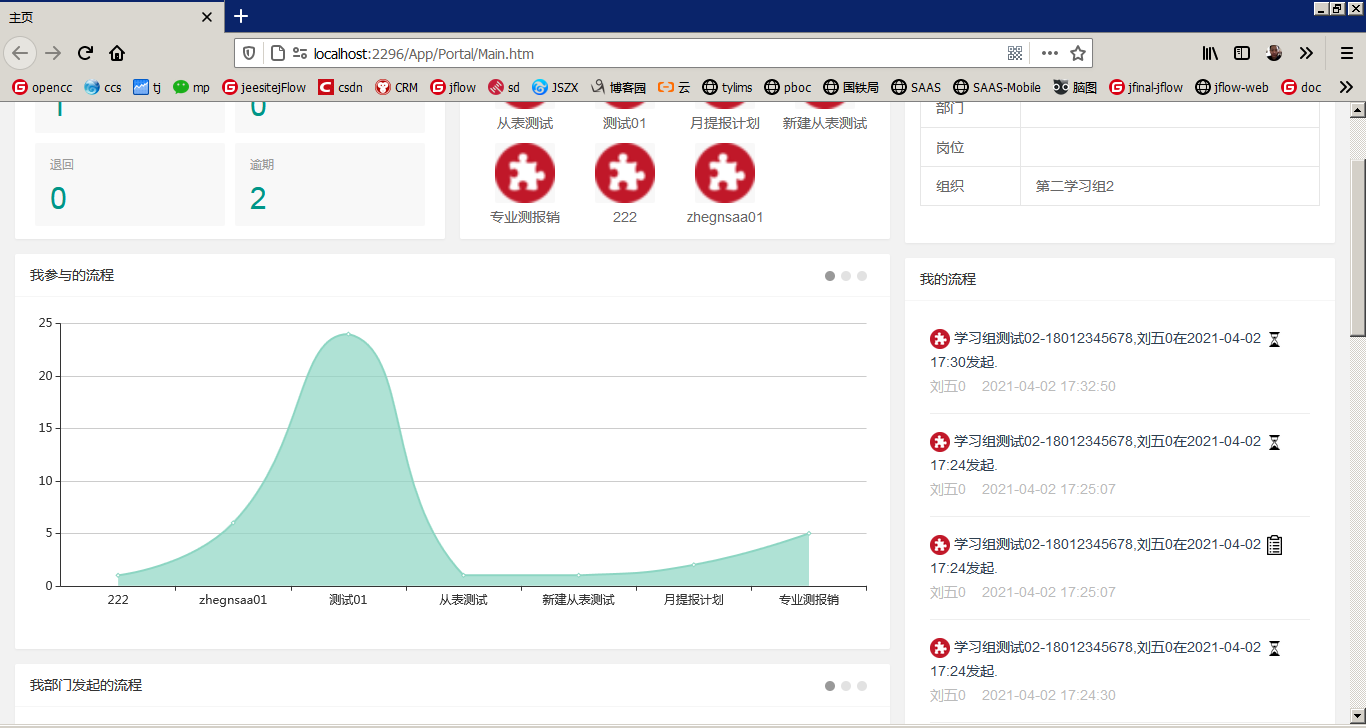 主页
localhost:2296/App/Portal/Main.htm
opencc ccs tj mp jeesitejFlow csdn CRM jflow sd JSZX 博客园 云 tylims pboc 国铁局 SAAS SAAS-Mobile 脑图 jfinal-jflow jflow-web doc
1 0
退回 逾期
0 2
从表测试 测试01 月提报计划 新建从表测试
专业测报销 222 zhegnsaa01
部门
岗位
组织 第二学习组2
我参与的流程
25
20
15
10
5
0
222 zhegnsaa01 测试01 从表测试 新建从表测试 月提报计划 专业测报销
我部门发起的流程
我的流程
学习组测试02-18012345678,刘五0在2021-04-02
17:30发起.
刘五0 2021-04-02 17:32:50
学习组测试02-18012345678,刘五0在2021-04-02
17:24发起.
刘五0 2021-04-02 17:25:07
学习组测试02-18012345678,刘五0在2021-04-02
17:24发起.
刘五0 2021-04-02 17:25:07
学习组测试02-18012345678,刘五0在2021-04-02
17:24发起.
刘五0 2021-04-02 17:24:30